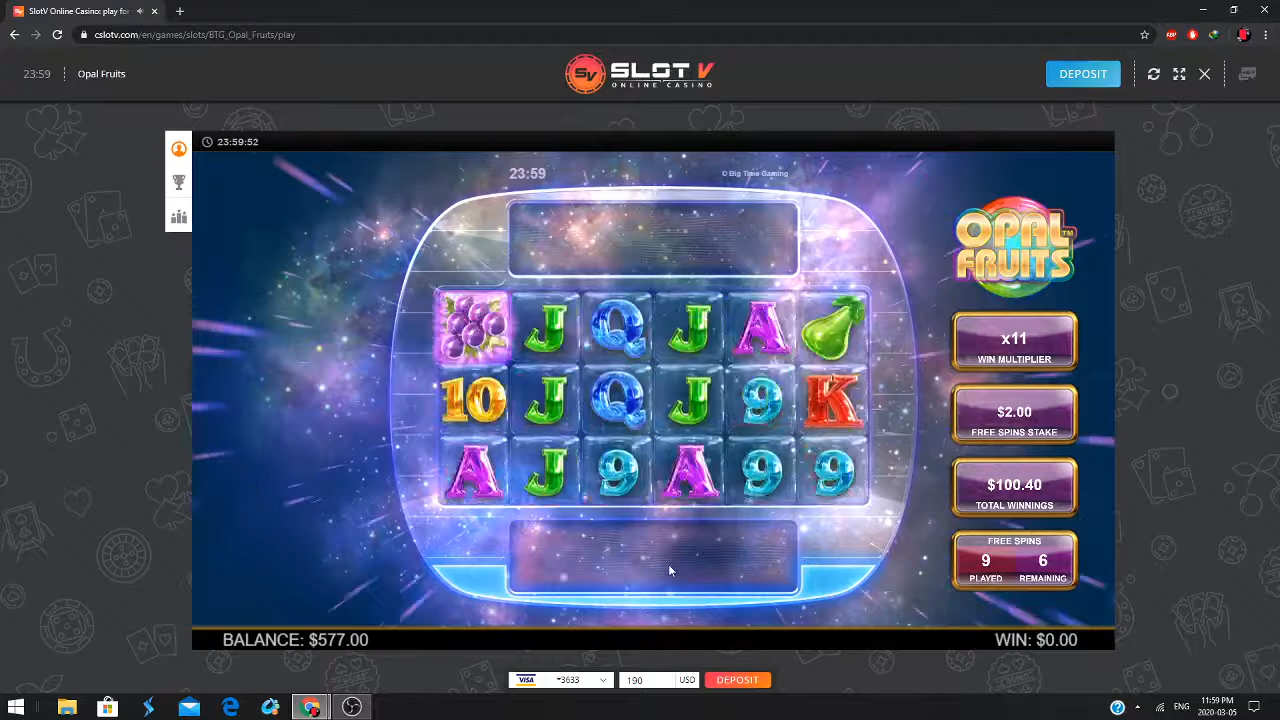 SlotV Online Casino: play for
cslotv.com/en/games/slots/BTG_Opal_Fruits/play
23:59
Opal Fruits
SV
SLOT V
ONLINE CASINO
DEPOSIT
23:59:52
23:59
© Big Time Gaming
OPAL
FRUITS™
J Q J A
10 J Q J 9 K
A J 9 A 9 9
x11
WIN MULTIPLIER
$2.00
FREE SPINS STAKE
$100.40
TOTAL WINNINGS
FREE SPINS
9 6
PLAYED REMAINING
BALANCE: $577.00
WIN: $0.00
VISA *3633 190 USD DEPOSIT
ENG
11:59 PM
2020-03-05